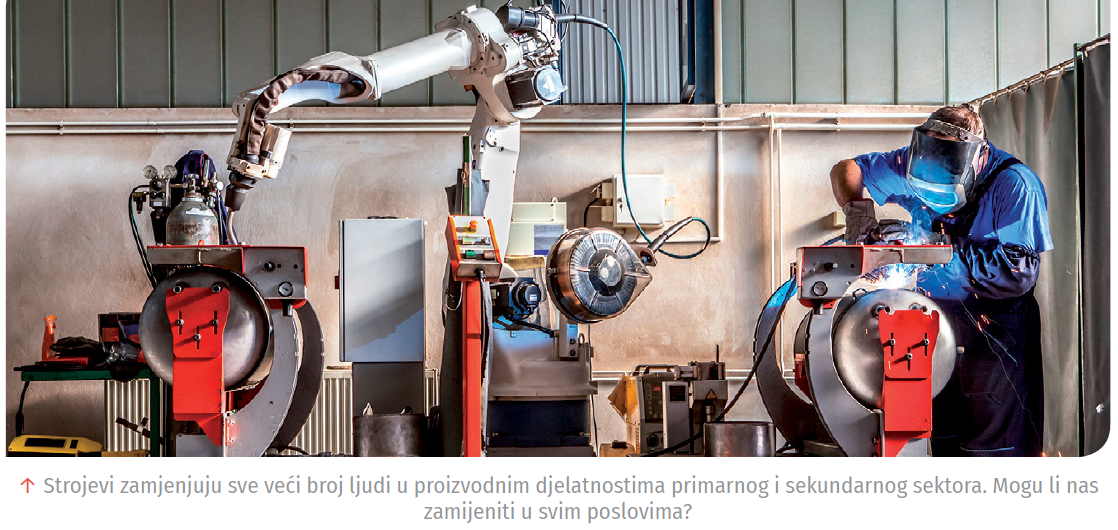 ↑ Strojevi zamjenjuju sve veći broj ljudi u proizvodnim djelatnostima primarnog i sekundarnog sektora. Mogu li nas
zamijeniti u svim poslovima?